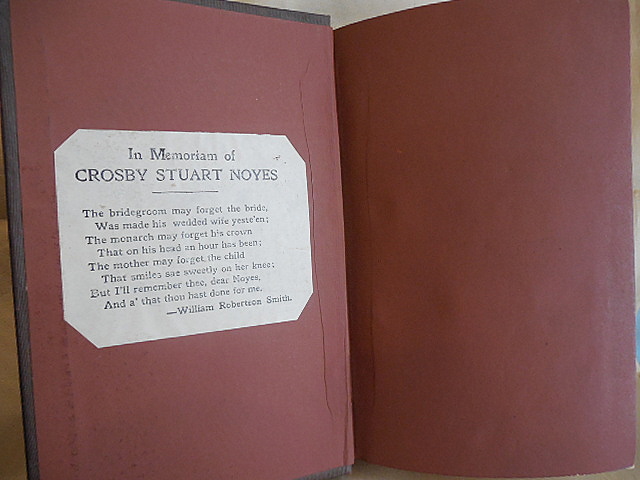 In Memoriam of
CROSBY STUART NOYES
The bridegroom may forget the bride,
Was made his wedded wife yesto'en;
The monarch may forget his crown
That on his head an hour has been;
The mother may forget the child
That smiles sae sweetly on her knee;
But I'll remember thee, dear Noyes,
And a' that thou hast done for me.
—William Robertson Smith.